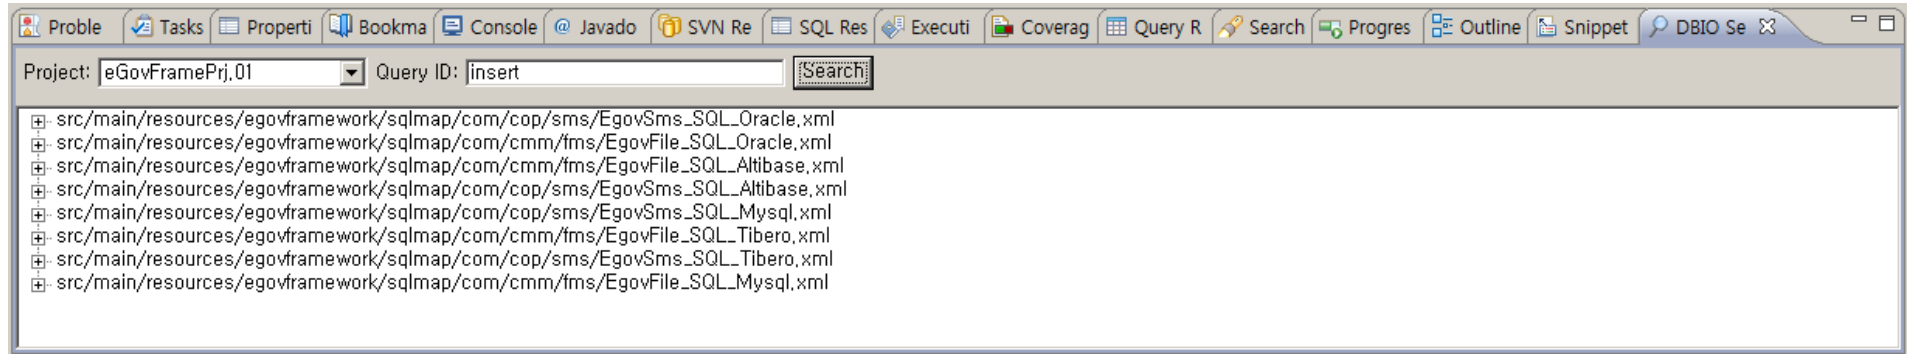 Proble Tasks Properti Bookma Console @ Javado SVN Re SQL Res Executi Coverag Query R Search Progres Outline Snippet DBIO Se
Project: eGovFramePrj.01 Query ID: insert Search
src/main/resources/egovframework/sqlmap/com/cop/sms/EgovSms_SQL_Oracle.xml
src/main/resources/egovframework/sqlmap/com/cmm/fms/EgovFile_SQL_Oracle.xml
src/main/resources/egovframework/sqlmap/com/cmm/fms/EgovFile_SQL_Altibase.xml
src/main/resources/egovframework/sqlmap/com/cop/sms/EgovSms_SQL_Altibase.xml
src/main/resources/egovframework/sqlmap/com/cop/sms/EgovSms_SQL_Mysql.xml
src/main/resources/egovframework/sqlmap/com/cmm/fms/EgovFile_SQL_Tibero.xml
src/main/resources/egovframework/sqlmap/com/cop/sms/EgovSms_SQL_Tibero.xml
src/main/resources/egovframework/sqlmap/com/cmm/fms/EgovFile_SQL_Mysql.xml